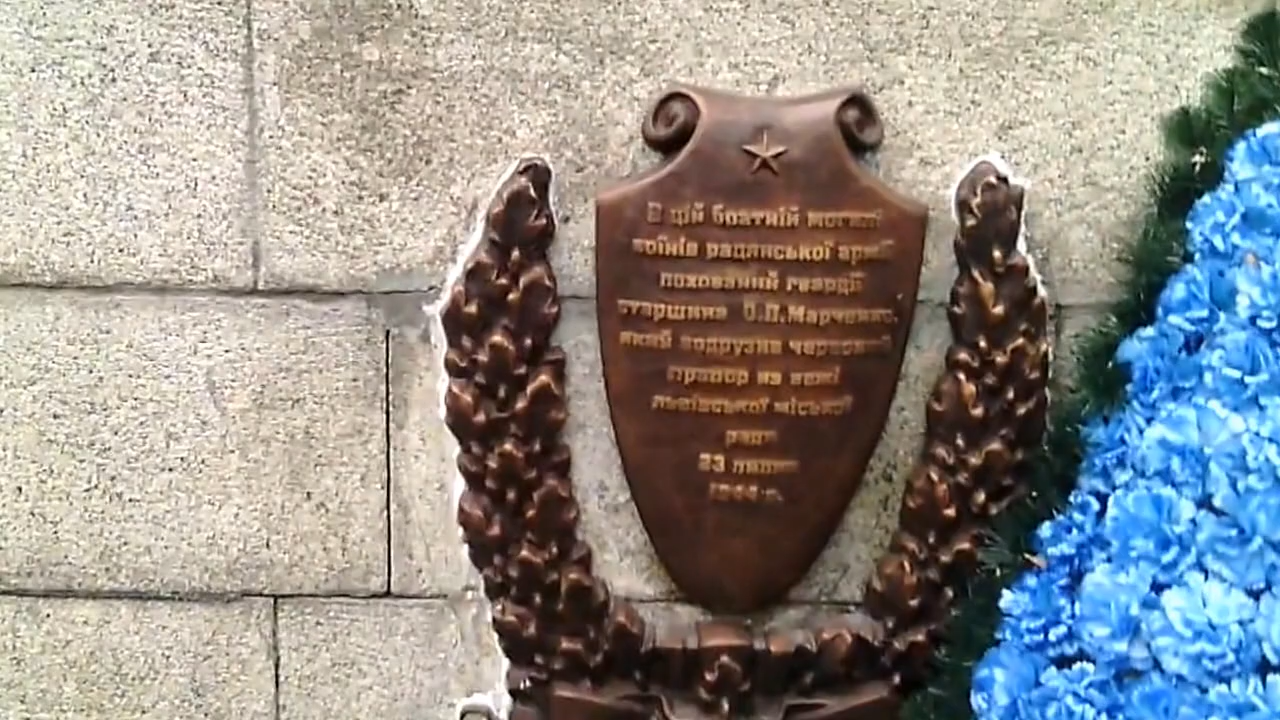 В цій братній могилі
воїнів радянської армії
похований гвардії
старшина О.П.Марченко,
який водрузив червоний
прапор на вежі
львівської міської
ради
23 липня
1944 р.